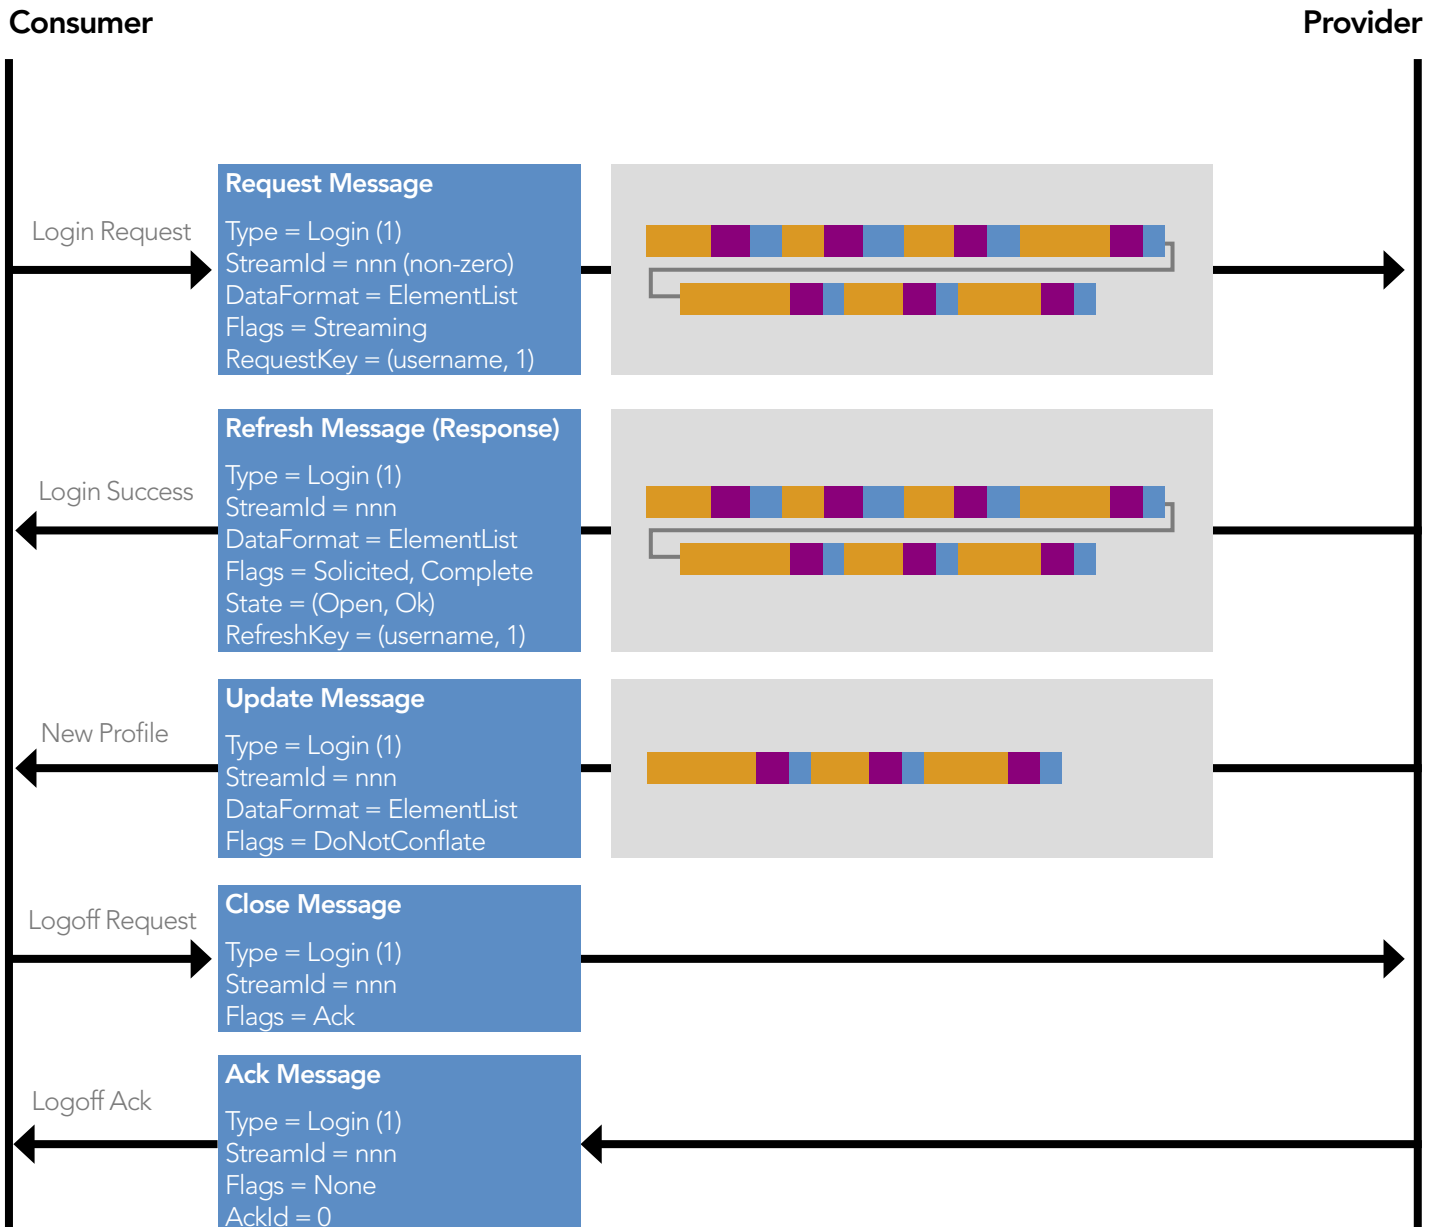 Consumer
Provider
Login Request
Request Message
Type = Login (1)
StreamId = nnn (non-zero)
DataFormat = ElementList
Flags = Streaming
RequestKey = (username, 1)
Login Success
Refresh Message (Response)
Type = Login (1)
StreamId = nnn
DataFormat = ElementList
Flags = Solicited, Complete
State = (Open, Ok)
RefreshKey = (username, 1)
New Profile
Update Message
Type = Login (1)
StreamId = nnn
DataFormat = ElementList
Flags = DoNotConflate
Logoff Request
Close Message
Type = Login (1)
StreamId = nnn
Flags = Ack
Logoff Ack
Ack Message
Type = Login (1)
StreamId = nnn
Flags = None
AckId = 0